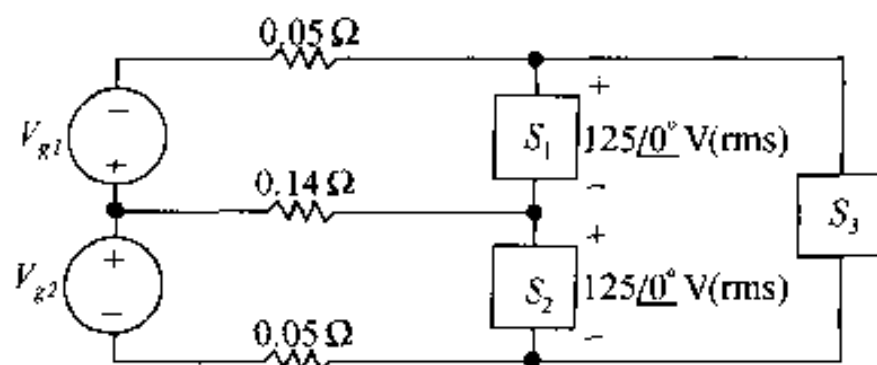 0.05 Ω
−
V_g1
+
S_1
+
125/0° V(rms)
−
0.14 Ω
S_3
+
V_g2
−
+
S_2
125/0° V(rms)
−
0.05 Ω